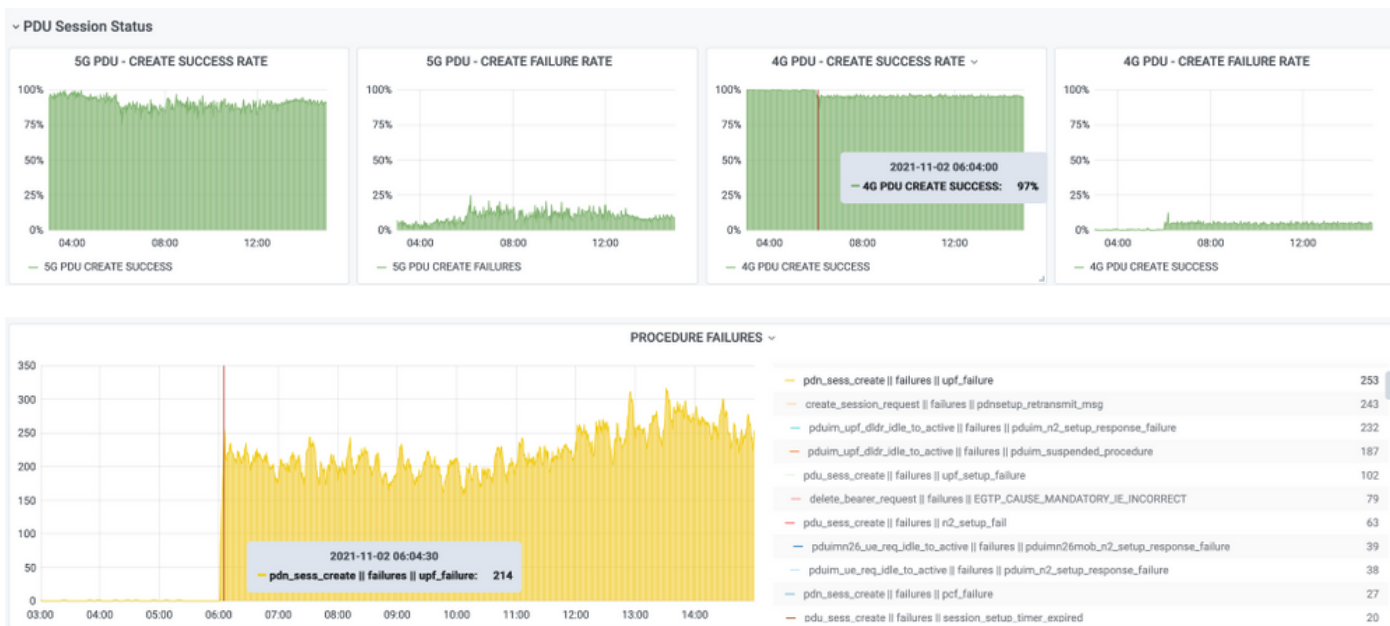 PDU Session Status
5G PDU - CREATE SUCCESS RATE
100%
75%
50%
25%
0%
04:00 08:00 12:00
5G PDU CREATE SUCCESS
5G PDU - CREATE FAILURE RATE
100%
75%
50%
25%
0%
04:00 08:00 12:00
5G PDU CREATE FAILURES
4G PDU - CREATE SUCCESS RATE
100%
75%
50%
25%
0%
04:00 08:00 12:00
2021-11-02 06:04:00
4G PDU CREATE SUCCESS: 97%
4G PDU CREATE SUCCESS
4G PDU - CREATE FAILURE RATE
100%
75%
50%
25%
0%
04:00 08:00 12:00
4G PDU CREATE SUCCESS
PROCEDURE FAILURES
350
300
250
200
150
100
50
0
03:00 04:00 05:00 06:00 07:00 08:00 09:00 10:00 11:00 12:00 13:00 14:00
2021-11-02 06:04:30
pdn_sess_create || failures || upf_failure: 214
pdn_sess_create || failures || upf_failure 253
create_session_request || failures || pdnsetup_retransmit_msg 243
pduim_upf_dldr_idle_to_active || failures || pduim_n2_setup_response_failure 232
pduim_upf_dldr_idle_to_active || failures || pduim_suspended_procedure 187
pdu_sess_create || failures || upf_setup_failure 102
delete_bearer_request || failures || EGTP_CAUSE_MANDATORY_IE_INCORRECT 79
pdu_sess_create || failures || n2_setup_fail 63
pduimn26_ue_req_idle_to_active || failures || pduimn26mob_n2_setup_response_failure 39
pduim_ue_req_idle_to_active || failures || pduim_n2_setup_response_failure 38
pdn_sess_create || failures || pcf_failure 27
pdu_sess_create || failures || session_setup_timer_expired 20